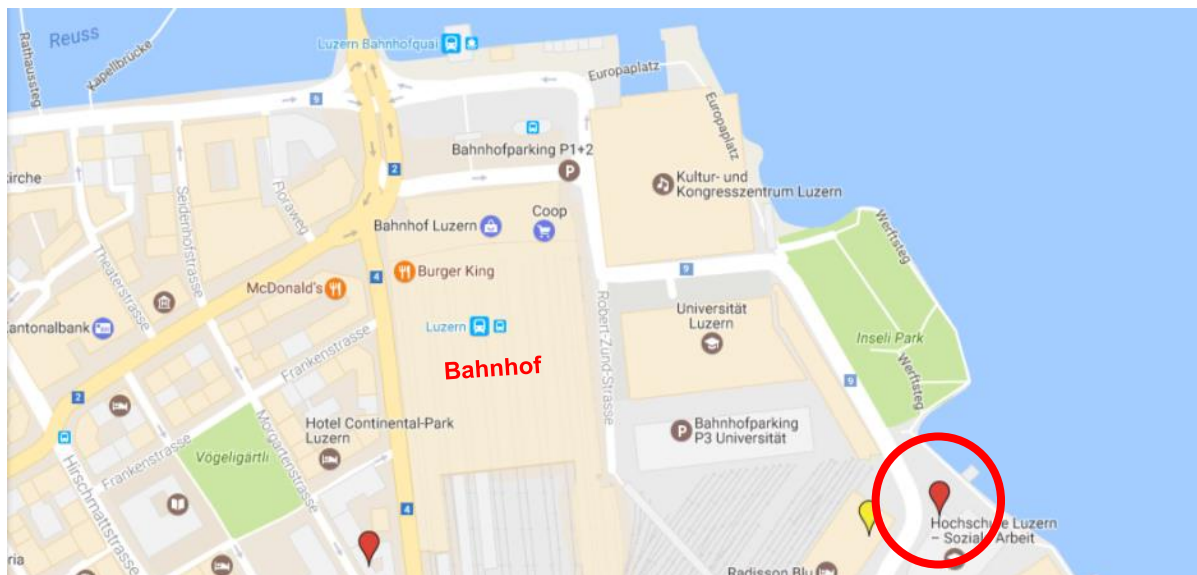 Reuss
Rathaussteg
Kapellbrücke
Luzern Bahnhofquai
Europaplatz
Europaplatz
9
2
Bahnhofparking P1+2
P
Kultur- und
Kongresszentrum Luzern
kirche
Seidenhofstrasse
Floraweg
Theaterstrasse
Bahnhof Luzern
Coop
Werftsteg
4
9
McDonald's
Burger King
Kantonalbank
Luzern
Bahnhof
Robert-Zünd-Strasse
Universität
Luzern
Inseli Park
Werftsteg
9
Frankenstrasse
2
Hotel Continental-Park
Luzern
P
Bahnhofparking
P3 Universität
Frankenstrasse
Vögeligärtli
Morgartenstrasse
Hirschmattstrasse
4
Hochschule Luzern
– Soziale Arbeit
ria
Radisson Blu